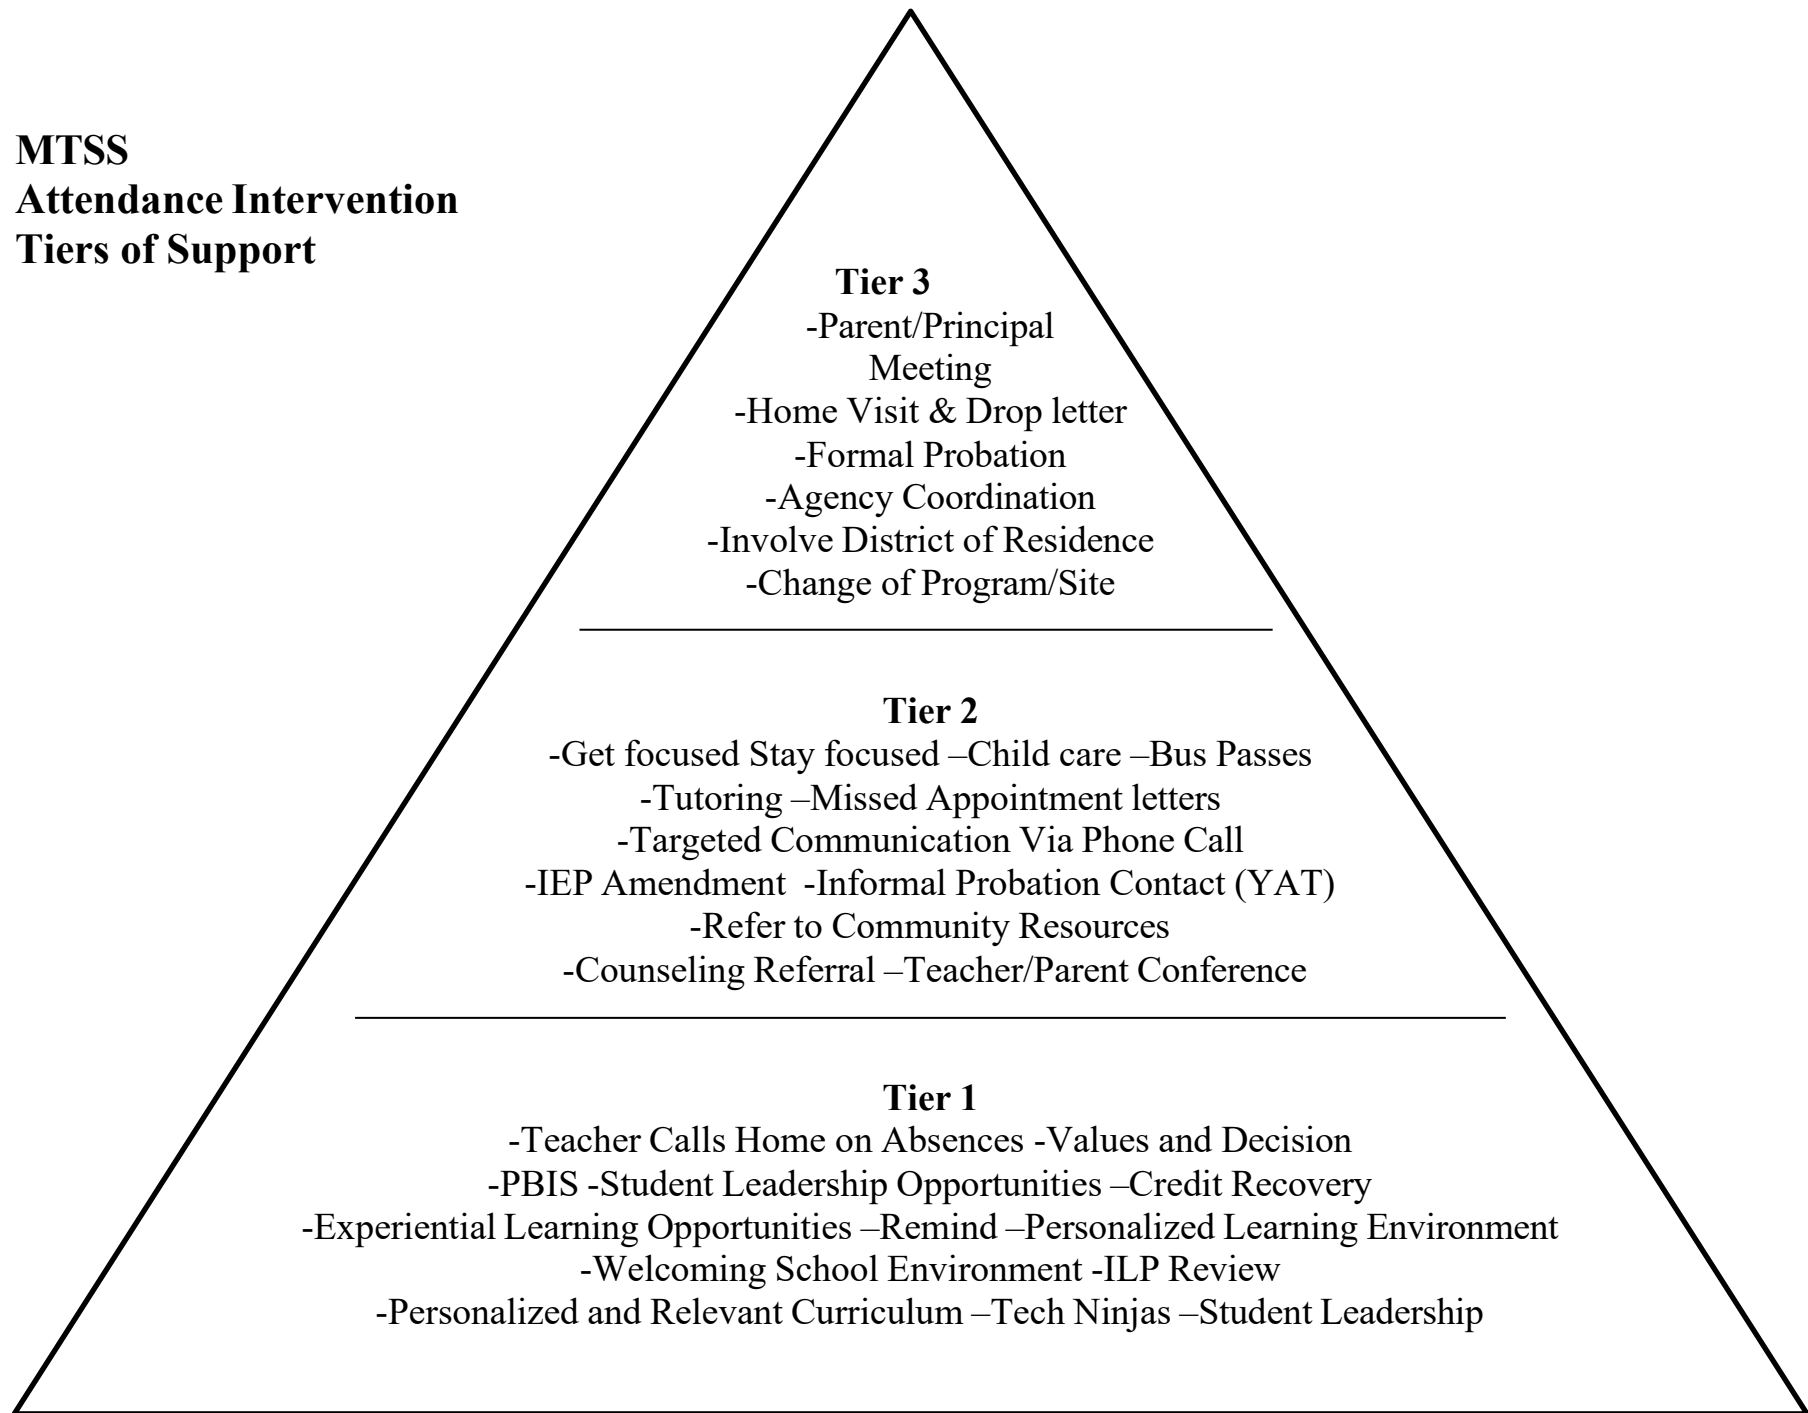 MTSS
Attendance Intervention
Tiers of Support
Tier 3
-Parent/Principal
Meeting
-Home Visit & Drop letter
-Formal Probation
-Agency Coordination
-Involve District of Residence
-Change of Program/Site
Tier 2
-Get focused Stay focused –Child care –Bus Passes
-Tutoring –Missed Appointment letters
-Targeted Communication Via Phone Call
-IEP Amendment  -Informal Probation Contact (YAT)
-Refer to Community Resources
-Counseling Referral –Teacher/Parent Conference
Tier 1
-Teacher Calls Home on Absences -Values and Decision
-PBIS -Student Leadership Opportunities –Credit Recovery
-Experiential Learning Opportunities –Remind –Personalized Learning Environment
-Welcoming School Environment -ILP Review
-Personalized and Relevant Curriculum –Tech Ninjas –Student Leadership